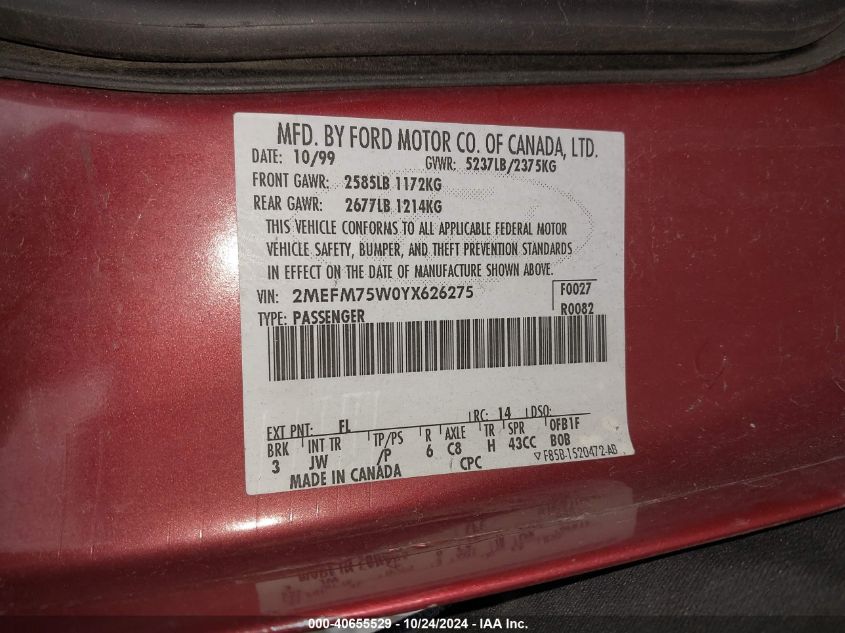 MFD. BY FORD MOTOR CO. OF CANADA, LTD.
DATE: 10/99 GVWR: 5237LB/2375KG
FRONT GAWR: 2585LB 1172KG
REAR GAWR: 2677LB 1214KG
THIS VEHICLE CONFORMS TO ALL APPLICABLE FEDERAL MOTOR
VEHICLE SAFETY, BUMPER, AND THEFT PREVENTION STANDARDS
IN EFFECT ON THE DATE OF MANUFACTURE SHOWN ABOVE.
VIN: 2MEFM75W0YX626275 F0027
TYPE: PASSENGER R0082
EXT PNT: EL RC: 14 DSO:
BRK INT TR TP/PS R AXLE TR SPR OFB1F
3 JW /P 6 C8 H 43CC BOB
MADE IN CANADA CPC F85B-1520472-AB
000-40655529 - 10/24/2024 - IAA Inc.